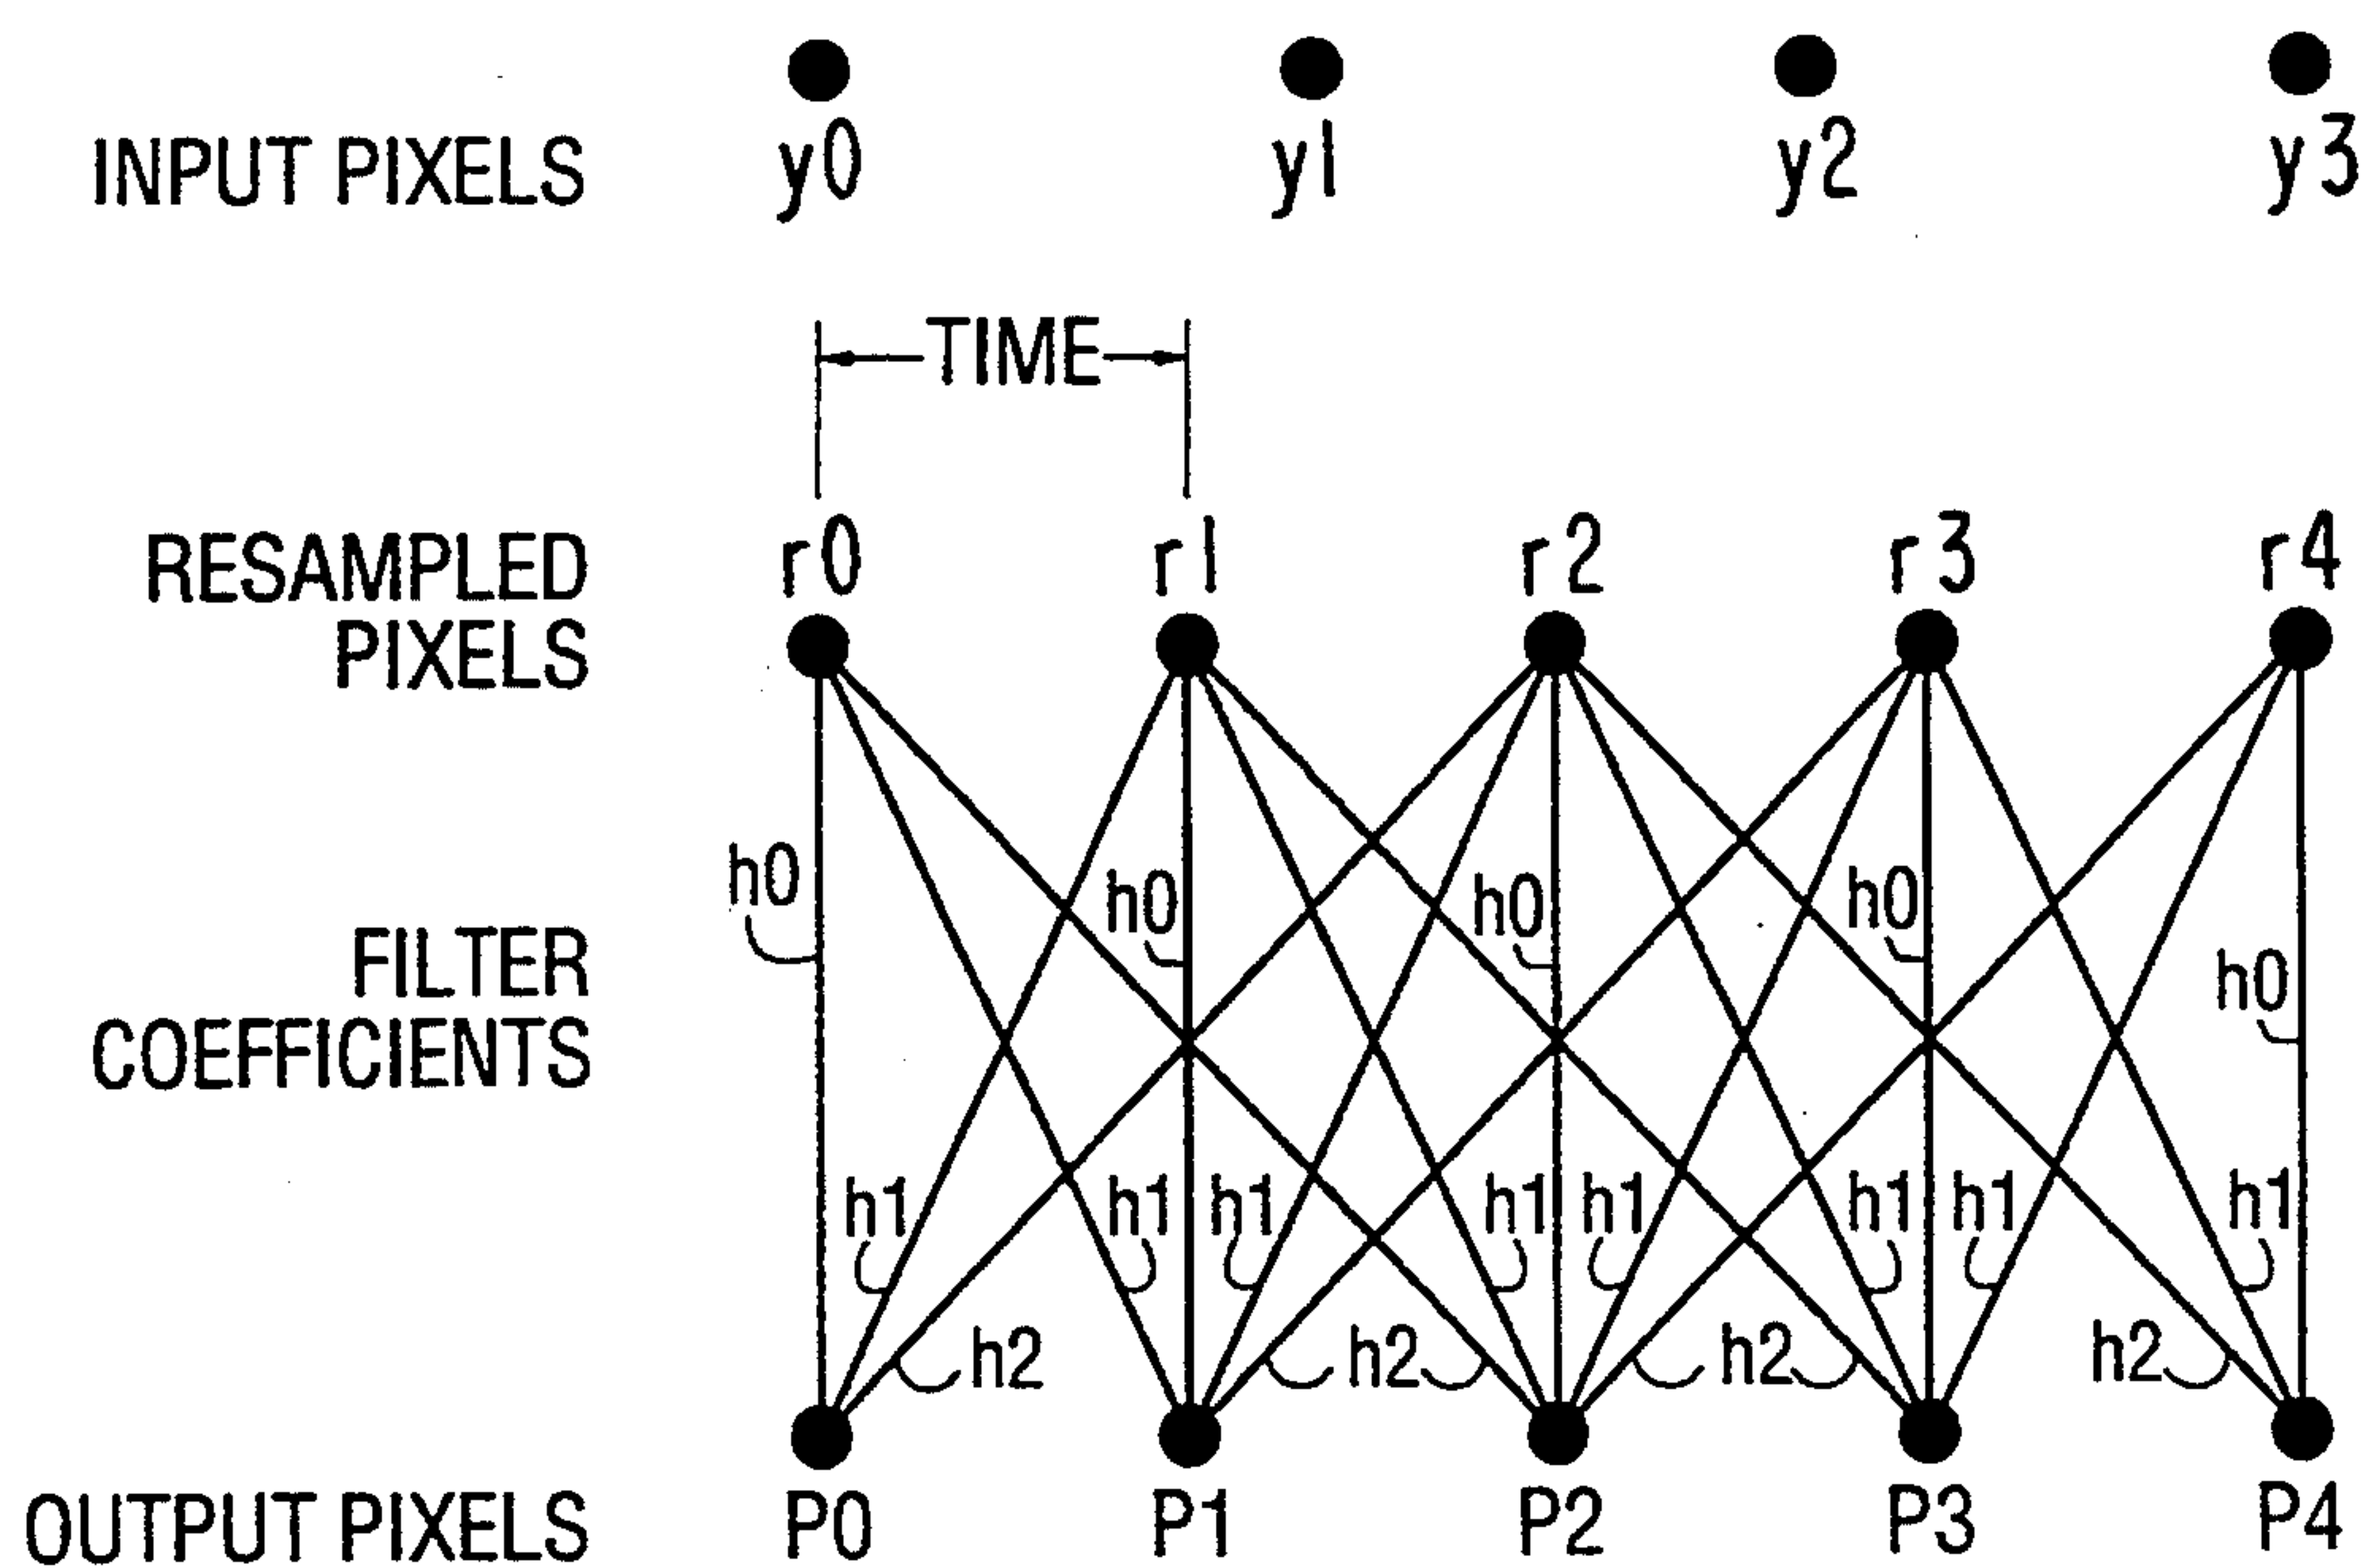 INPUT PIXELS
y0 y1 y2 y3
TIME
RESAMPLED
PIXELS
r0 r1 r2 r3 r4
FILTER
COEFFICIENTS
h0 h0 h0 h0 h0
h1 h1 h1 h1 h1 h1 h1 h1
h2 h2 h2 h2
OUTPUT PIXELS
P0 P1 P2 P3 P4